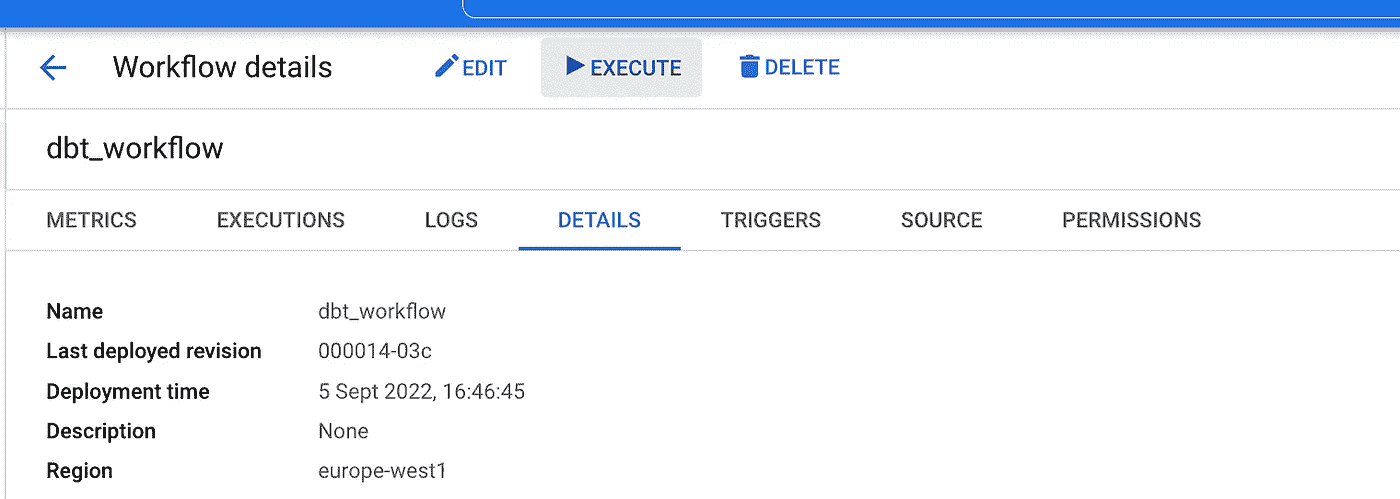 Workflow details EDIT EXECUTE DELETE
dbt_workflow
METRICS EXECUTIONS LOGS DETAILS TRIGGERS SOURCE PERMISSIONS
Name dbt_workflow
Last deployed revision 000014-03c
Deployment time 5 Sept 2022, 16:46:45
Description None
Region europe-west1